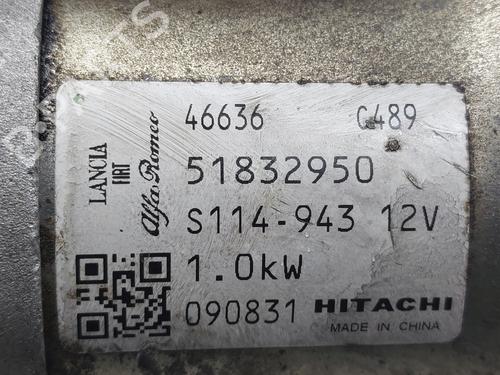 46636 C489
LANCIA
FIAT
Alfa Romeo
51832950
S114-943 12V
1.0kW
090831 HITACHI
MADE IN CHINA